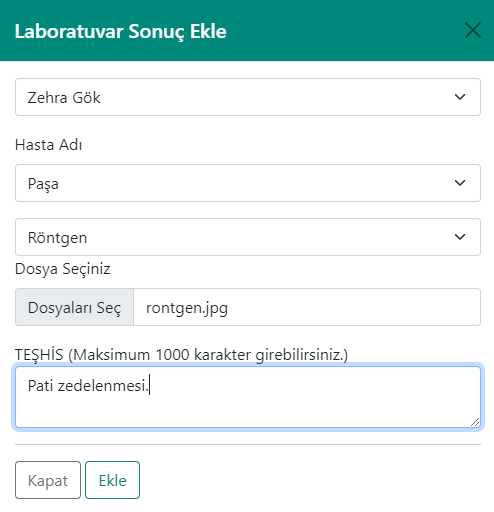 Laboratuvar Sonuç Ekle
Zehra Gök
Hasta Adı
Paşa
Röntgen
Dosya Seçiniz
Dosyaları Seç rontgen.jpg
TEŞHİS (Maksimum 1000 karakter girebilirsiniz.)
Pati zedelenmesi.
Kapat Ekle